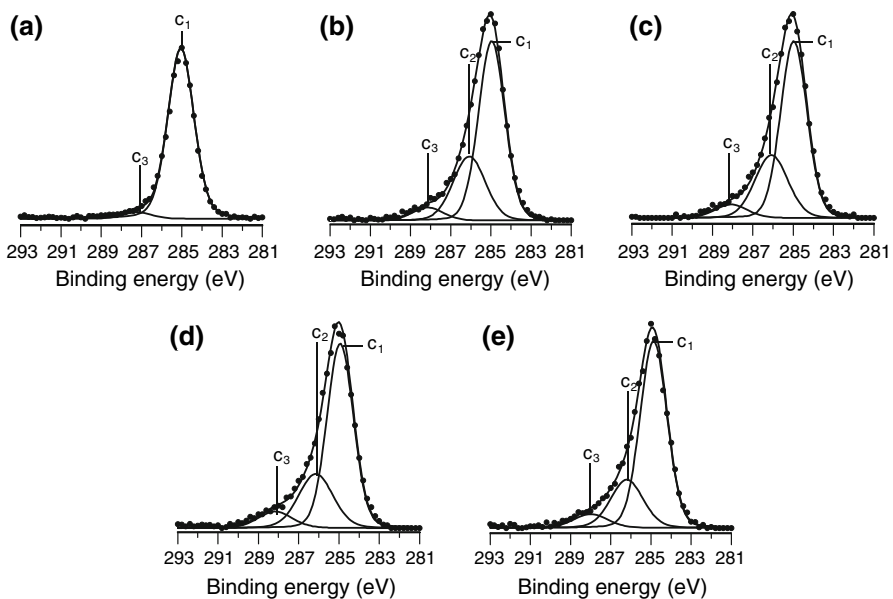 (a)
c₁
c₃
293 291 289 287 285 283 281
Binding energy (eV)
(b)
c₂
c₁
c₃
293 291 289 287 285 283 281
Binding energy (eV)
(c)
c₂
c₁
c₃
293 291 289 287 285 283 281
Binding energy (eV)
(d)
c₂
c₁
c₃
293 291 289 287 285 283 281
Binding energy (eV)
(e)
c₁
c₂
c₃
293 291 289 287 285 283 281
Binding energy (eV)